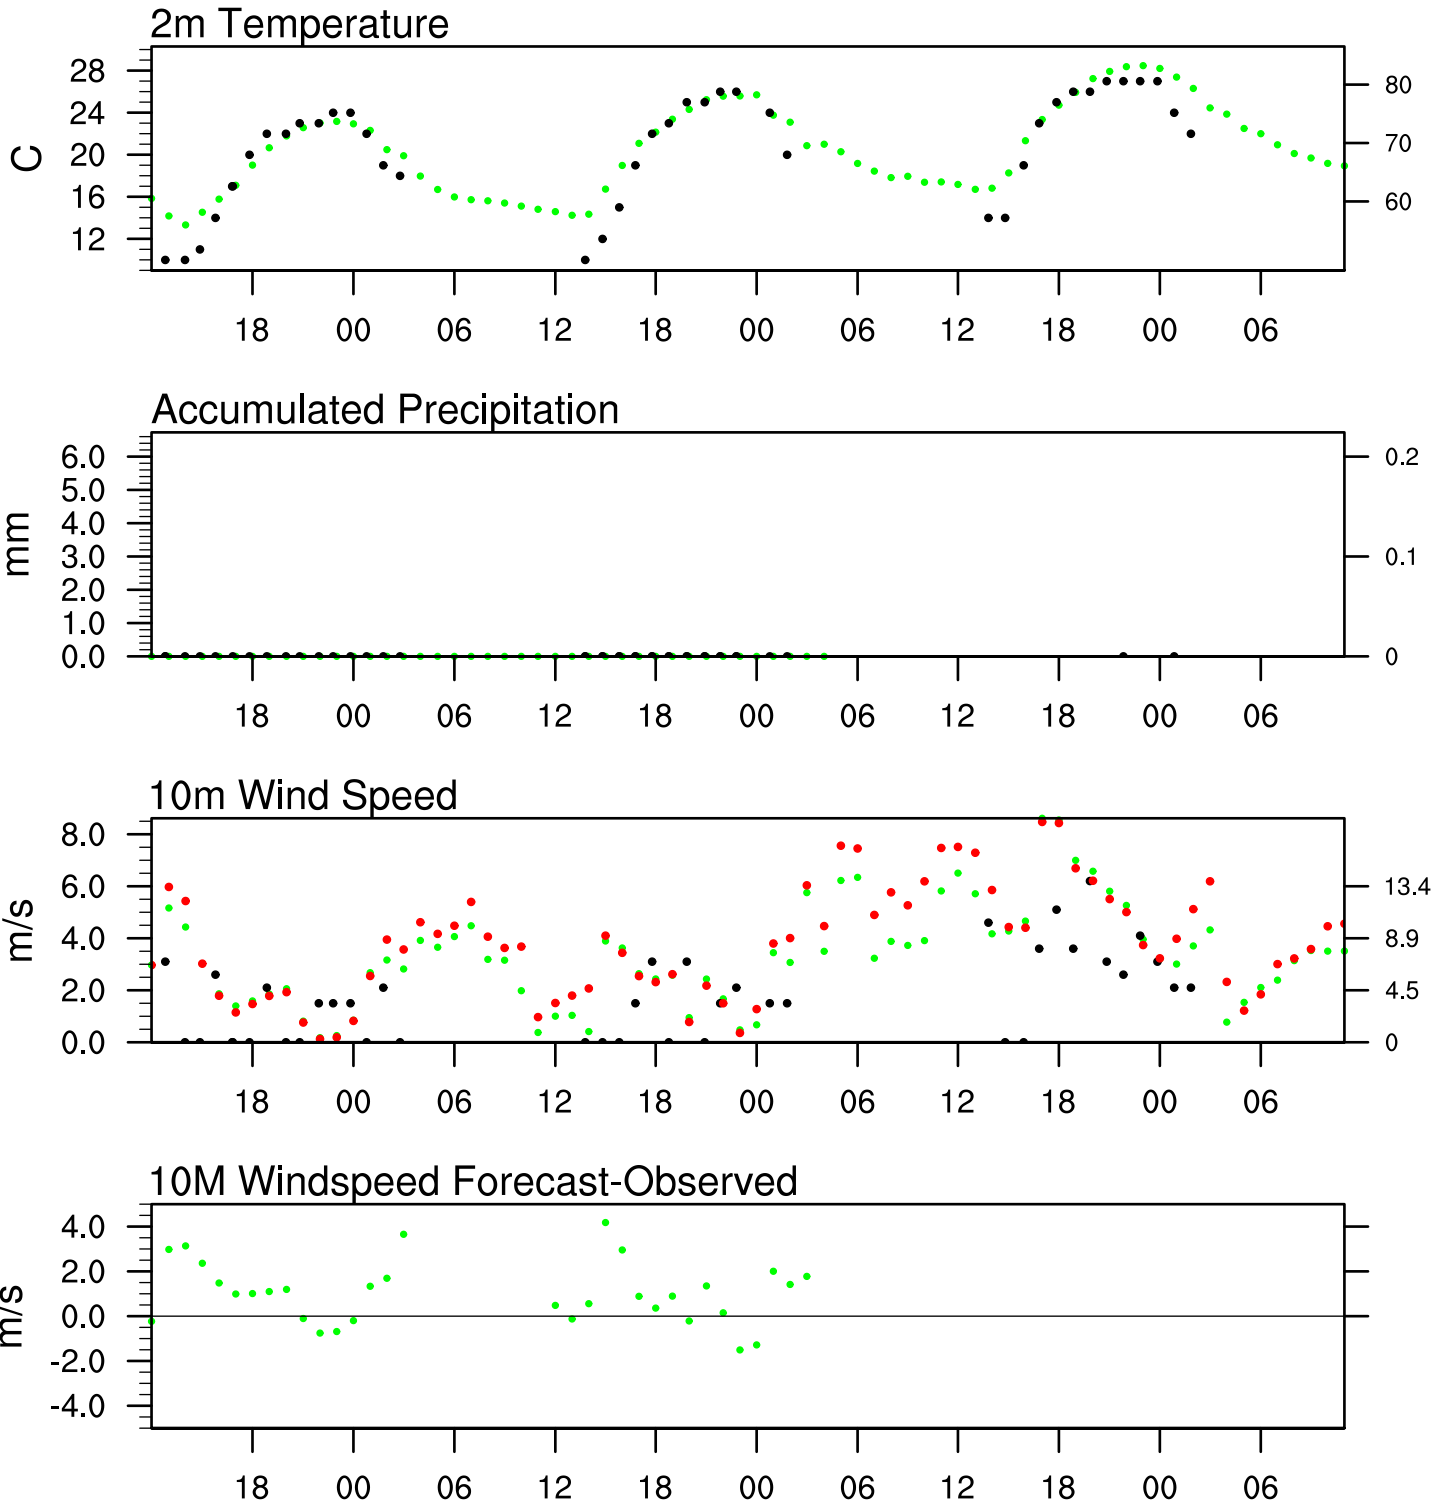 2m Temperature
28
24
20
16
12
C
80
70
60
18 00 06 12 18 00 06 12 18 00 06
Accumulated Precipitation
6.0
5.0
4.0
3.0
2.0
1.0
0.0
mm
0.2
0.1
0
18 00 06 12 18 00 06 12 18 00 06
10m Wind Speed
8.0
6.0
4.0
2.0
0.0
m/s
13.4
8.9
4.5
0
18 00 06 12 18 00 06 12 18 00 06
10M Windspeed Forecast-Observed
4.0
2.0
0.0
-2.0
-4.0
m/s
18 00 06 12 18 00 06 12 18 00 06